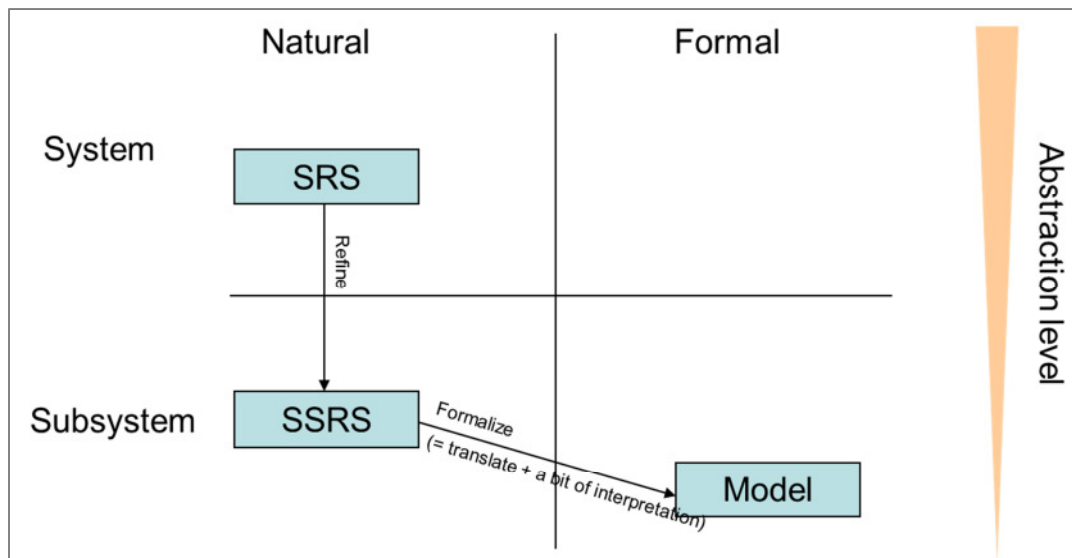 Natural
Formal
System
SRS
Refine
Abstraction level
Subsystem
SSRS
Formalize
(= translate + a bit of interpretation)
Model